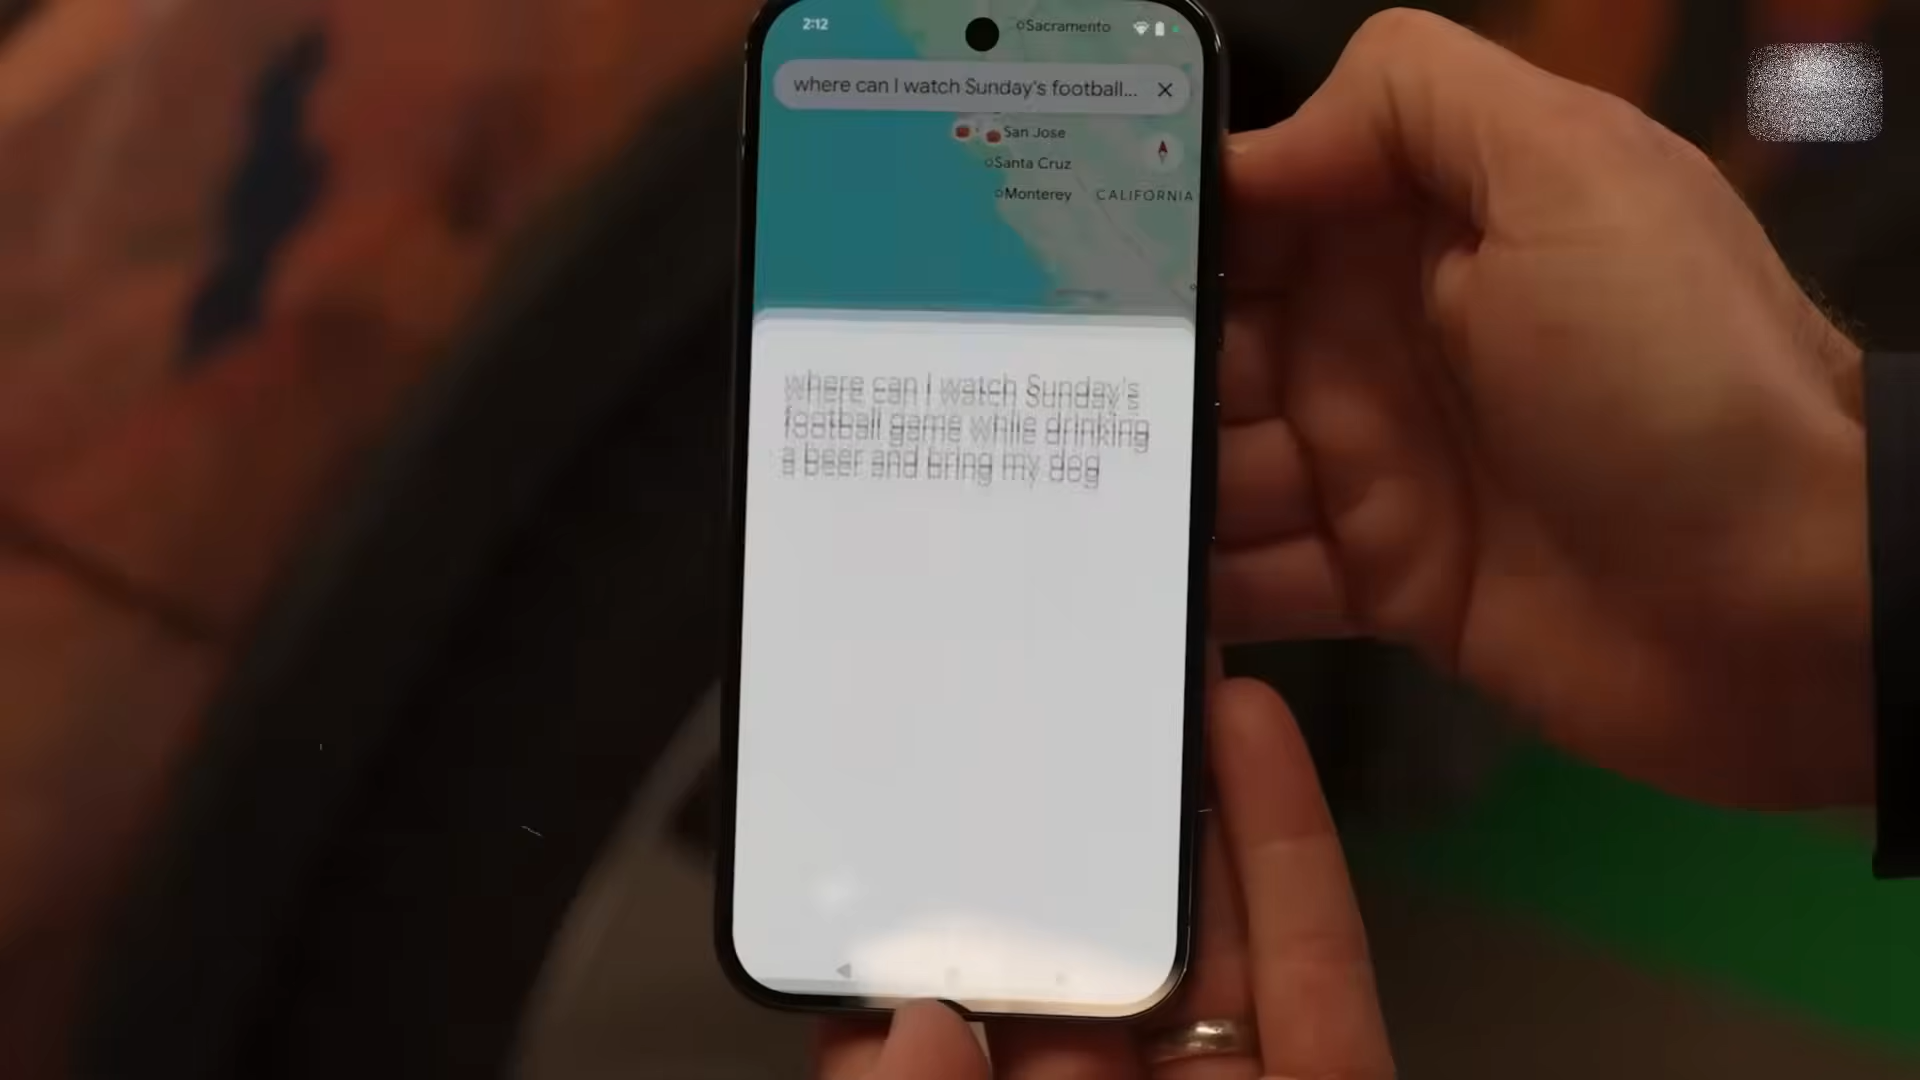 2:12
Sacramento
where can I watch Sunday's football...
San Jose
Santa Cruz
Monterey
CALIFORNIA
where can I watch Sunday's
football game while drinking
a beer and bring my dog